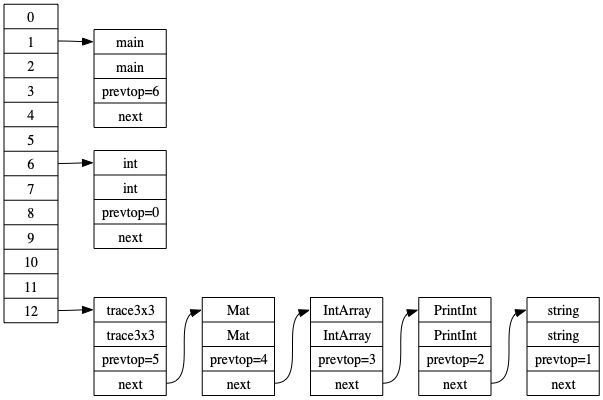 0
1
2
3
4
5
6
7
8
9
10
11
12
main
main
prevtop=6
next
int
int
prevtop=0
next
trace3x3
trace3x3
prevtop=5
next
Mat
Mat
prevtop=4
next
IntArray
IntArray
prevtop=3
next
PrintInt
PrintInt
prevtop=2
next
string
string
prevtop=1
next